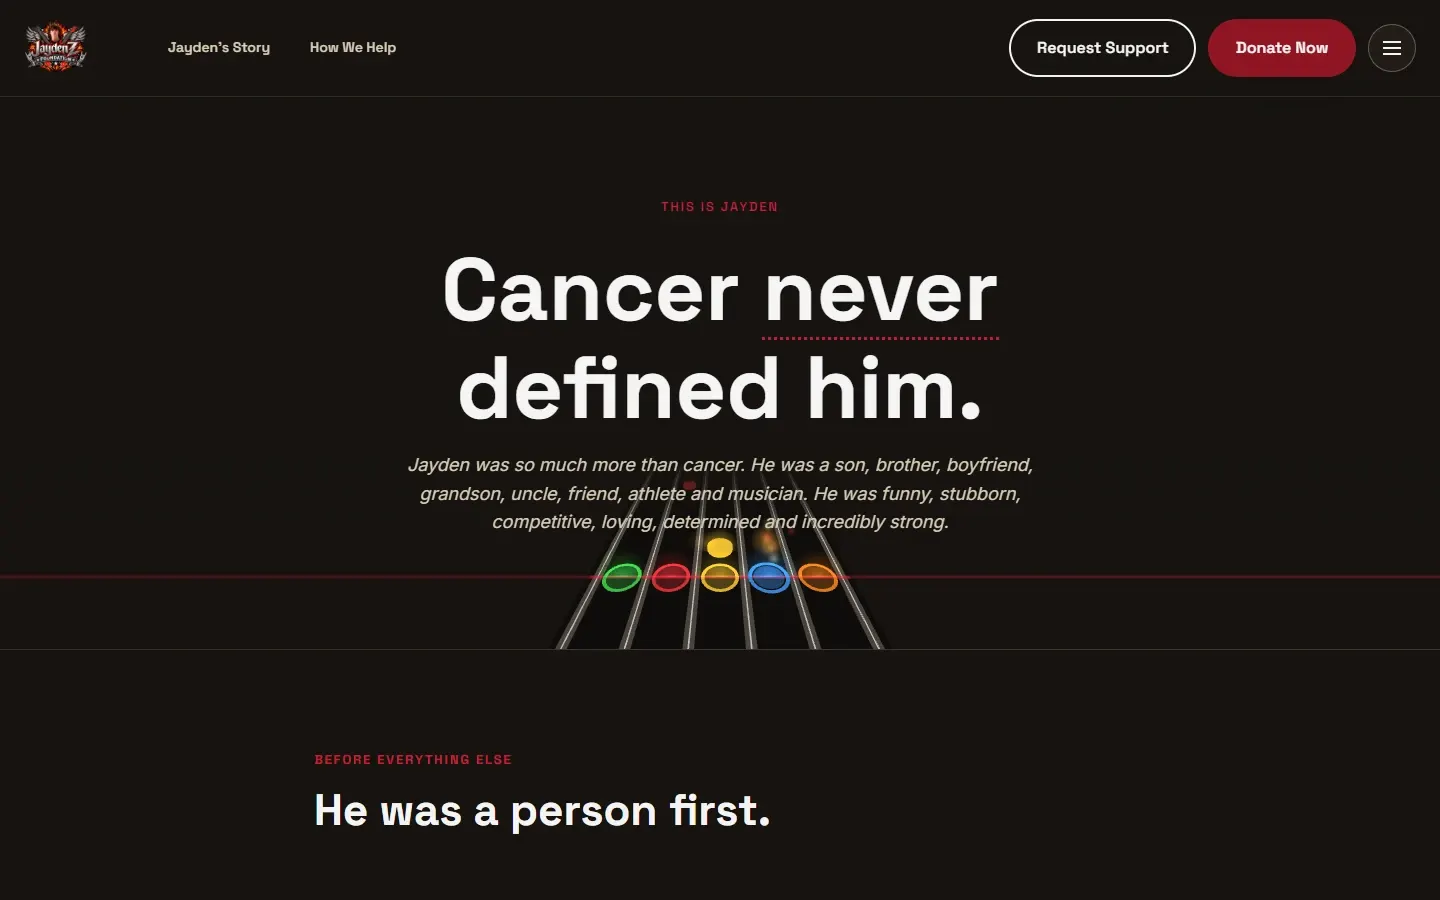 JaydenZ
FOUNDATION
Jayden's Story
How We Help
Request Support
Donate Now
THIS IS JAYDEN
Cancer never
defined him.
Jayden was so much more than cancer. He was a son, brother, boyfriend,
grandson, uncle, friend, athlete and musician. He was funny, stubborn,
competitive, loving, determined and incredibly strong.
BEFORE EVERYTHING ELSE
He was a person first.